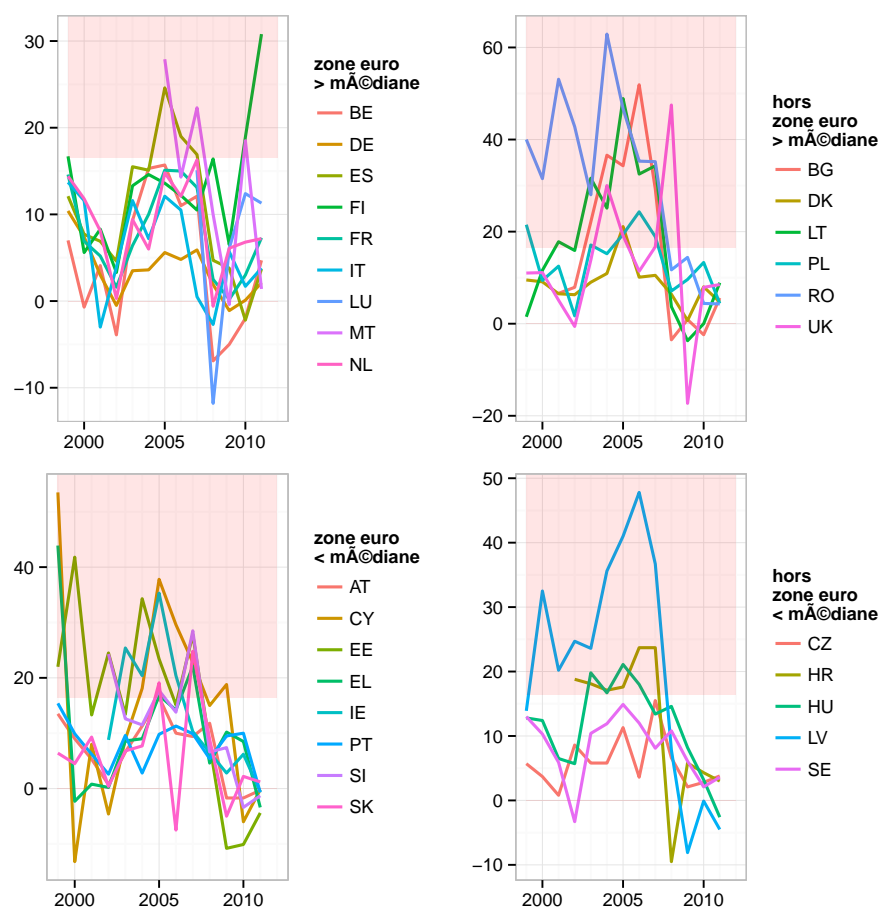 30
20
10
0
−10
2000
2005
2010
zone euro
> mÃ©diane
BE
DE
ES
FI
FR
IT
LU
MT
NL
60
40
20
0
−20
2000
2005
2010
hors
zone euro
> mÃ©diane
BG
DK
LT
PL
RO
UK
40
20
0
2000
2005
2010
zone euro
< mÃ©diane
AT
CY
EE
EL
IE
PT
SI
SK
50
40
30
20
10
0
−10
2000
2005
2010
hors
zone euro
< mÃ©diane
CZ
HR
HU
LV
SE